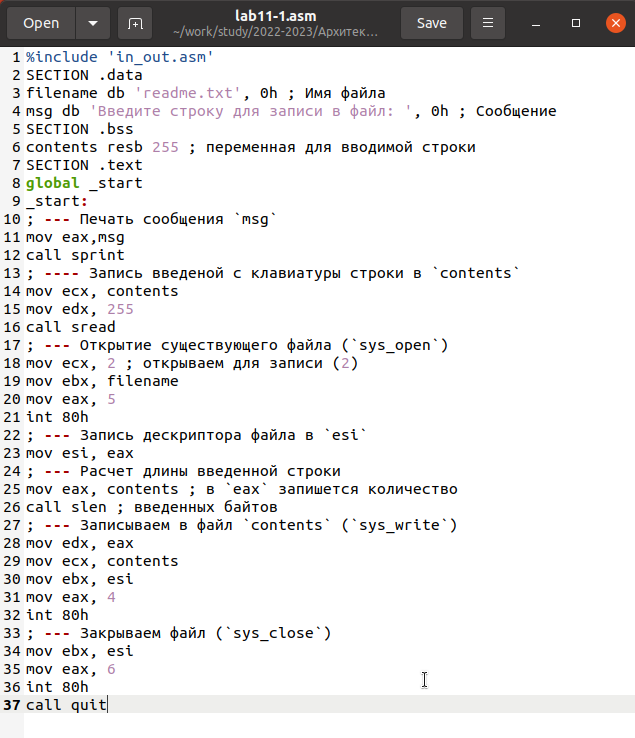 Open
lab11-1.asm
~/work/study/2022-2023/Архитек...
Save
1 %include 'in_out.asm'
2 SECTION .data
3 filename db 'readme.txt', 0h ; Имя файла
4 msg db 'Введите строку для записи в файл: ', 0h ; Сообщение
5 SECTION .bss
6 contents resb 255 ; переменная для вводимой строки
7 SECTION .text
8 global _start
9 _start:
10 ; --- Печать сообщения `msg`
11 mov eax,msg
12 call sprint
13 ; ---- Запись введеной с клавиатуры строки в `contents`
14 mov ecx, contents
15 mov edx, 255
16 call sread
17 ; --- Открытие существующего файла (`sys_open`)
18 mov ecx, 2 ; открываем для записи (2)
19 mov ebx, filename
20 mov eax, 5
21 int 80h
22 ; --- Запись дескриптора файла в `esi`
23 mov esi, eax
24 ; --- Расчет длины введенной строки
25 mov eax, contents ; в `eax` запишется количество
26 call slen ; введенных байтов
27 ; --- Записываем в файл `contents` (`sys_write`)
28 mov edx, eax
29 mov ecx, contents
30 mov ebx, esi
31 mov eax, 4
32 int 80h
33 ; --- Закрываем файл (`sys_close`)
34 mov ebx, esi
35 mov eax, 6
36 int 80h
37 call quit